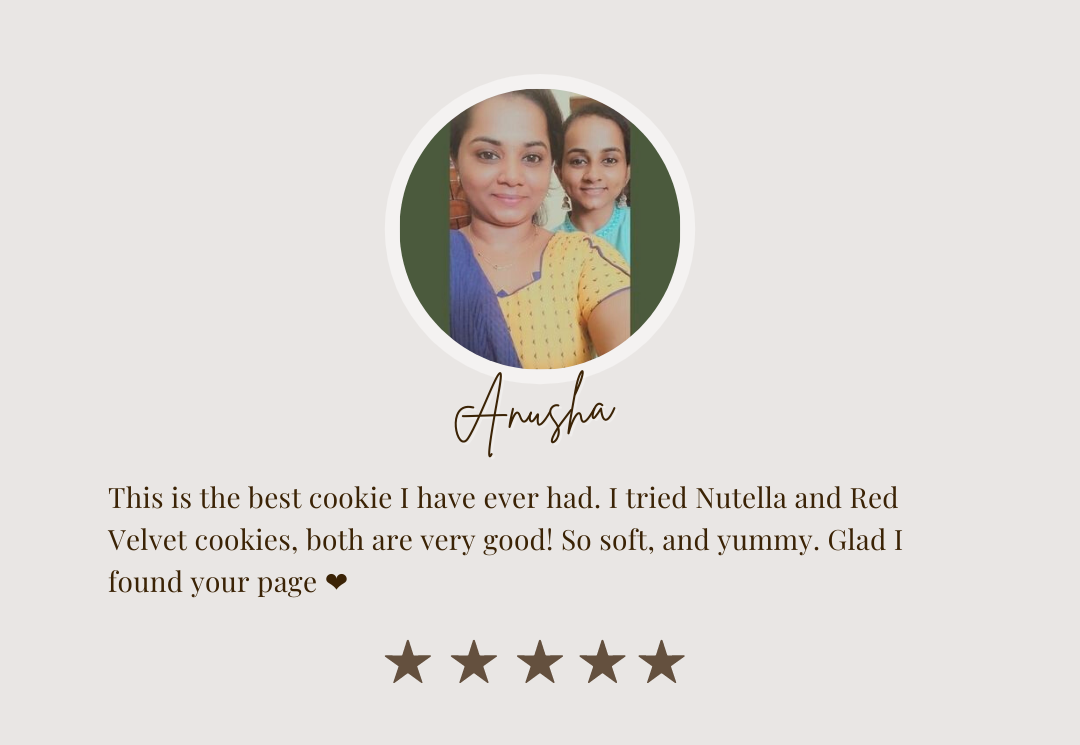 Anusha
This is the best cookie I have ever had. I tried Nutella and Red
Velvet cookies, both are very good! So soft, and yummy. Glad I
found your page ❤